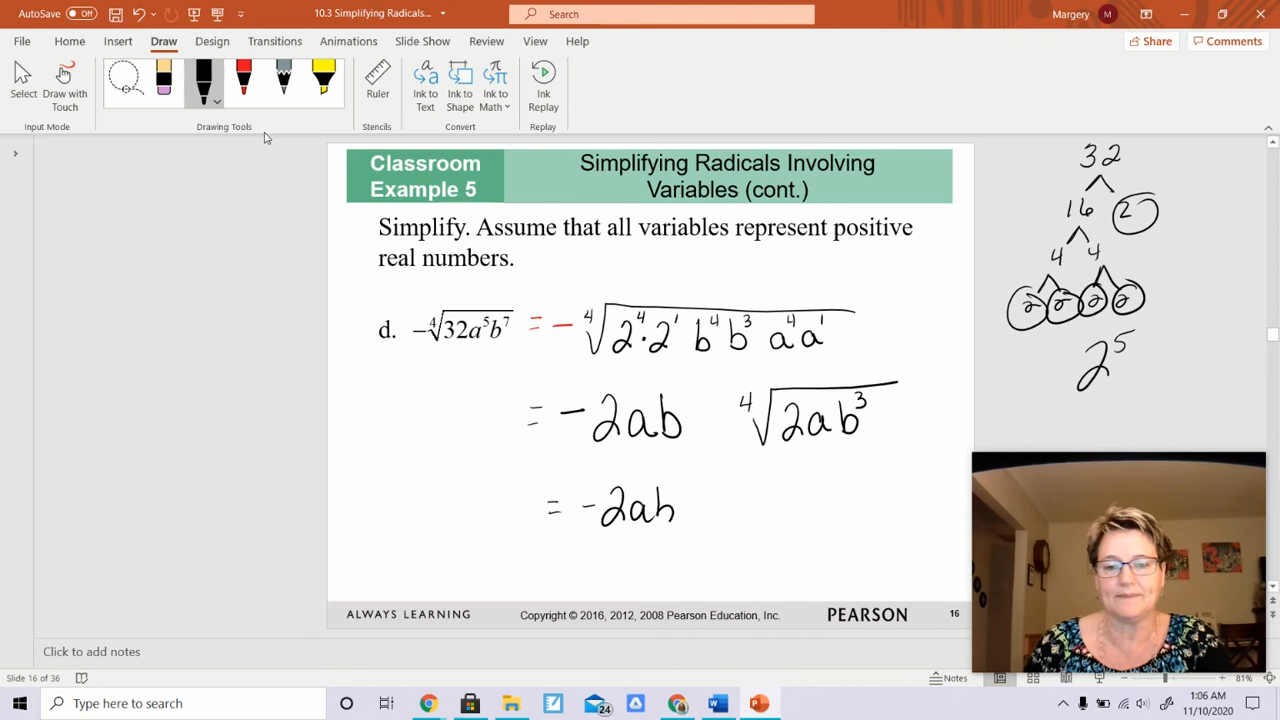 AutoSave Off 10.3 Simplifying Radicals... Search Margery M
File Home Insert Draw Design Transitions Animations Slide Show Review View Help Share Comments
Select Draw with Touch Ruler Ink to Text Ink to Shape Ink to Math Ink Replay
Input Mode Drawing Tools Stencils Convert Replay
Classroom Example 5
Simplifying Radicals Involving Variables (cont.)
Simplify. Assume that all variables represent positive
real numbers.
d. −∜32a⁵b⁷ = − ∜2⁴·2¹ b⁴b³ a⁴a¹
= −2ab ∜2ab³
= −2ab
32
16 2
4 4
2 2 2 2
2⁵
ALWAYS LEARNING Copyright © 2016, 2012, 2008 Pearson Education, Inc. PEARSON 16
Click to add notes
Slide 16 of 36 Notes 81%
Type here to search 24 1:06 AM
11/10/2020